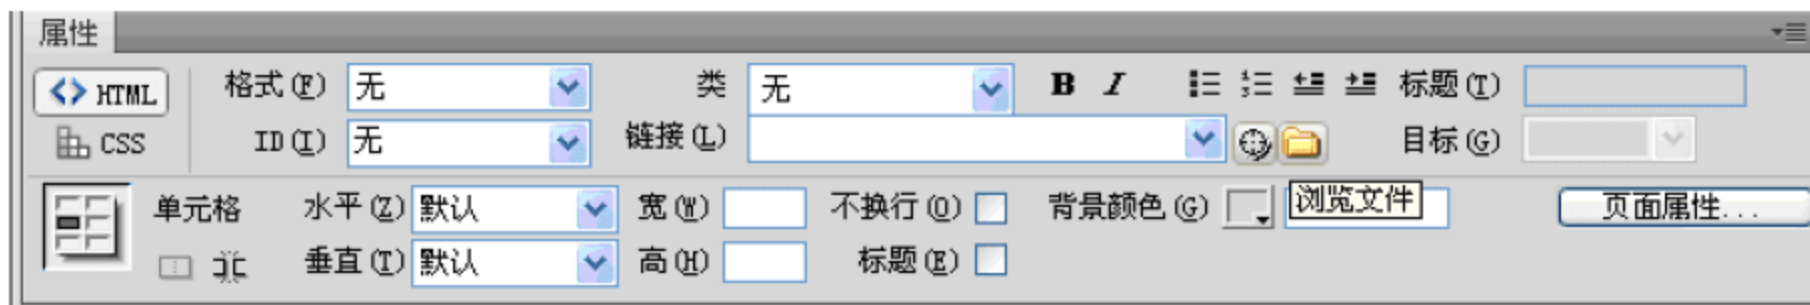 属性
HTML 格式(F) 无 类 无 B I 标题(T)
CSS ID(I) 无 链接(L) 目标(G)
单元格 水平(Z) 默认 宽(W) 不换行(O) 背景颜色(G) 浏览文件 页面属性...
垂直(T) 默认 高(H) 标题(E)